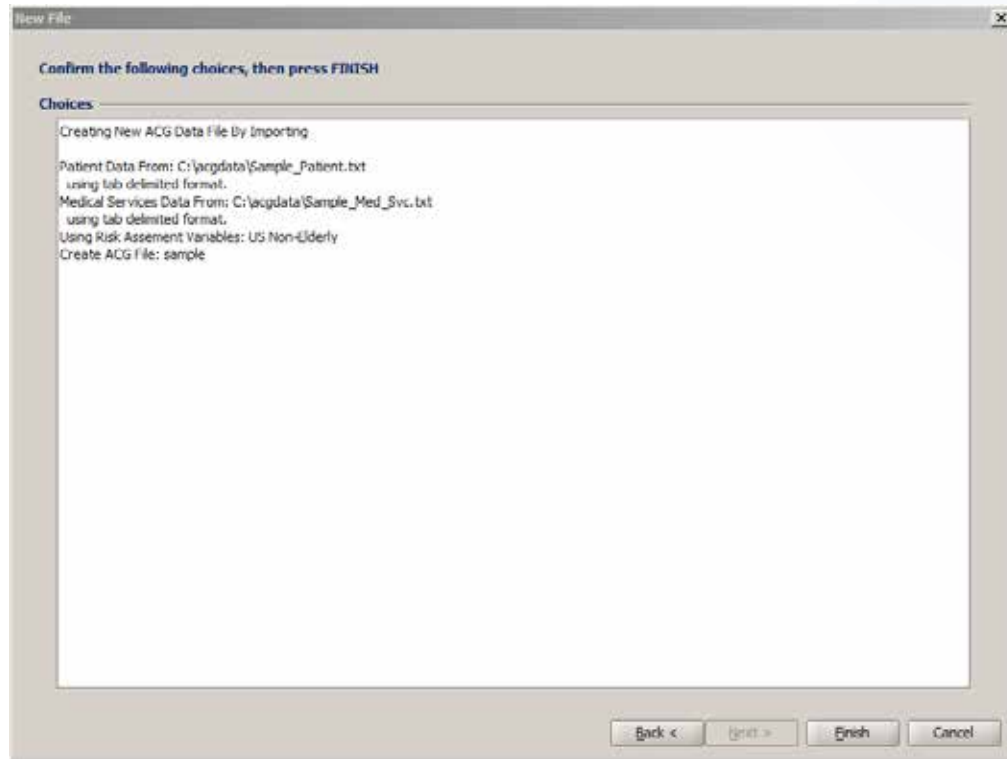 New File
Confirm the following choices, then press FINISH
Choices
Creating New ACG Data File By Importing
Patient Data From: C:\acgdata\Sample_Patient.txt
using tab delimited format.
Medical Services Data From: C:\acgdata\Sample_Med_Svc.txt
using tab delimited format.
Using Risk Assement Variables: US Non-Elderly
Create ACG File: sample
Back <
Next >
Finish
Cancel